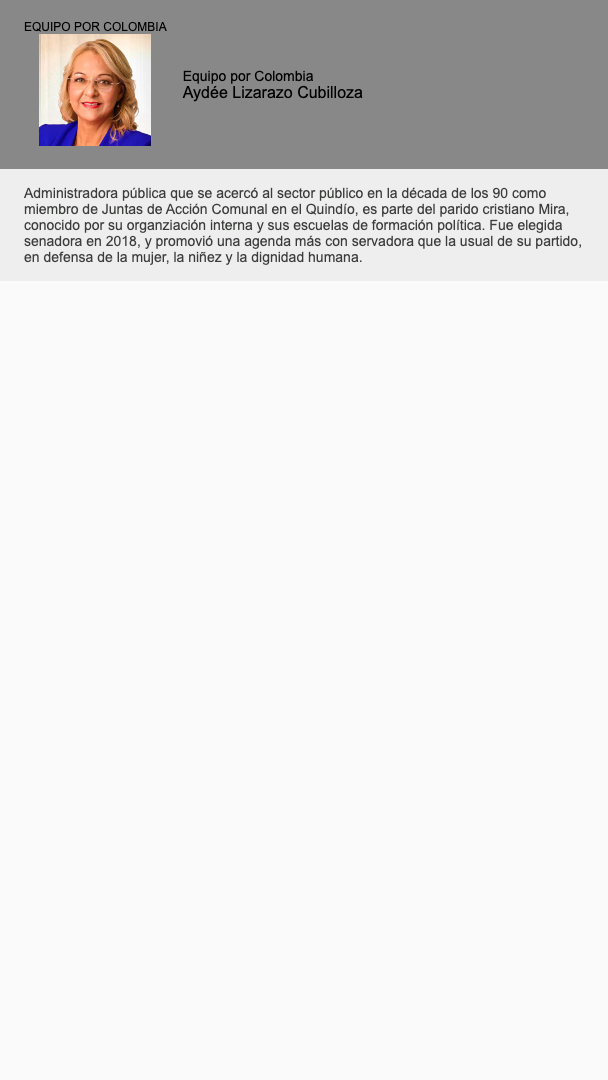 EQUIPO POR COLOMBIA
Equipo por Colombia
Aydée Lizarazo Cubilloza
Administradora pública que se acercó al sector público en la década de los 90 como
miembro de Juntas de Acción Comunal en el Quindío, es parte del parido cristiano Mira,
conocido por su organziación interna y sus escuelas de formación política. Fue elegida
senadora en 2018, y promovió una agenda más con servadora que la usual de su partido,
en defensa de la mujer, la niñez y la dignidad humana.